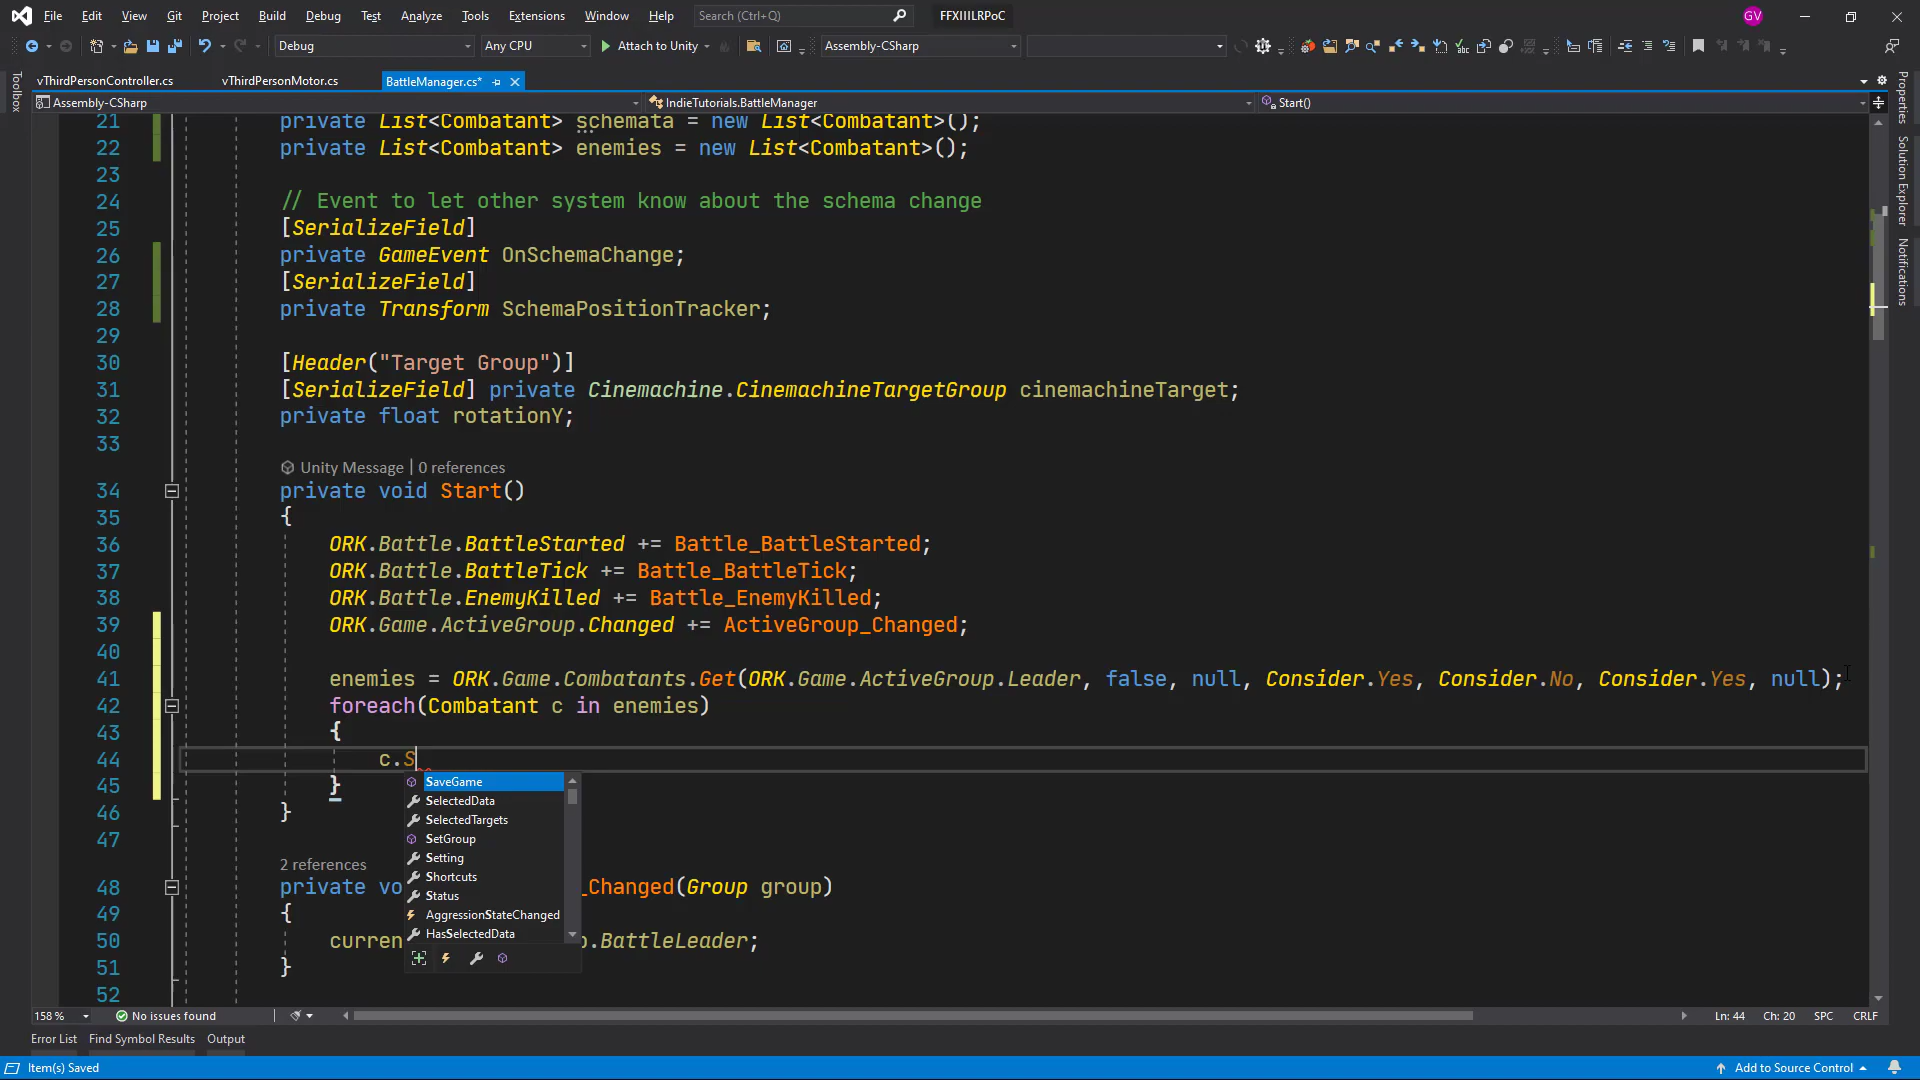 File Edit View Git Project Build Debug Test Analyze Tools Extensions Window Help Search (Ctrl+Q) FFXIIILRPoC GV
Debug Any CPU Attach to Unity Assembly-CSharp
vThirdPersonController.cs vThirdPersonMotor.cs BattleManager.cs*
Assembly-CSharp IndieTutorials.BattleManager Start()
Toolbox
Properties
Solution Explorer
Notifications
21 private List<Combatant> schemata = new List<Combatant>();
22 private List<Combatant> enemies = new List<Combatant>();
23
24 // Event to let other system know about the schema change
25 [SerializeField]
26 private GameEvent OnSchemaChange;
27 [SerializeField]
28 private Transform SchemaPositionTracker;
29
30 [Header("Target Group")]
31 [SerializeField] private Cinemachine.CinemachineTargetGroup cinemachineTarget;
32 private float rotationY;
33
Unity Message | 0 references
34 private void Start()
35 {
36 ORK.Battle.BattleStarted += Battle_BattleStarted;
37 ORK.Battle.BattleTick += Battle_BattleTick;
38 ORK.Battle.EnemyKilled += Battle_EnemyKilled;
39 ORK.Game.ActiveGroup.Changed += ActiveGroup_Changed;
40
41 enemies = ORK.Game.Combatants.Get(ORK.Game.ActiveGroup.Leader, false, null, Consider.Yes, Consider.No, Consider.Yes, null);
42 foreach(Combatant c in enemies)
43 {
44 c.S
SaveGame
45 }
SelectedData
46 }
SelectedTargets
47
SetGroup
Setting
2 references
Shortcuts
48 private vo _Changed(Group group)
Status
49 {
AggressionStateChanged
HasSelectedData
50 curren .BattleLeader;
51 }
52
158 % No issues found Ln: 44 Ch: 20 SPC CRLF
Error List Find Symbol Results Output
Item(s) Saved Add to Source Control